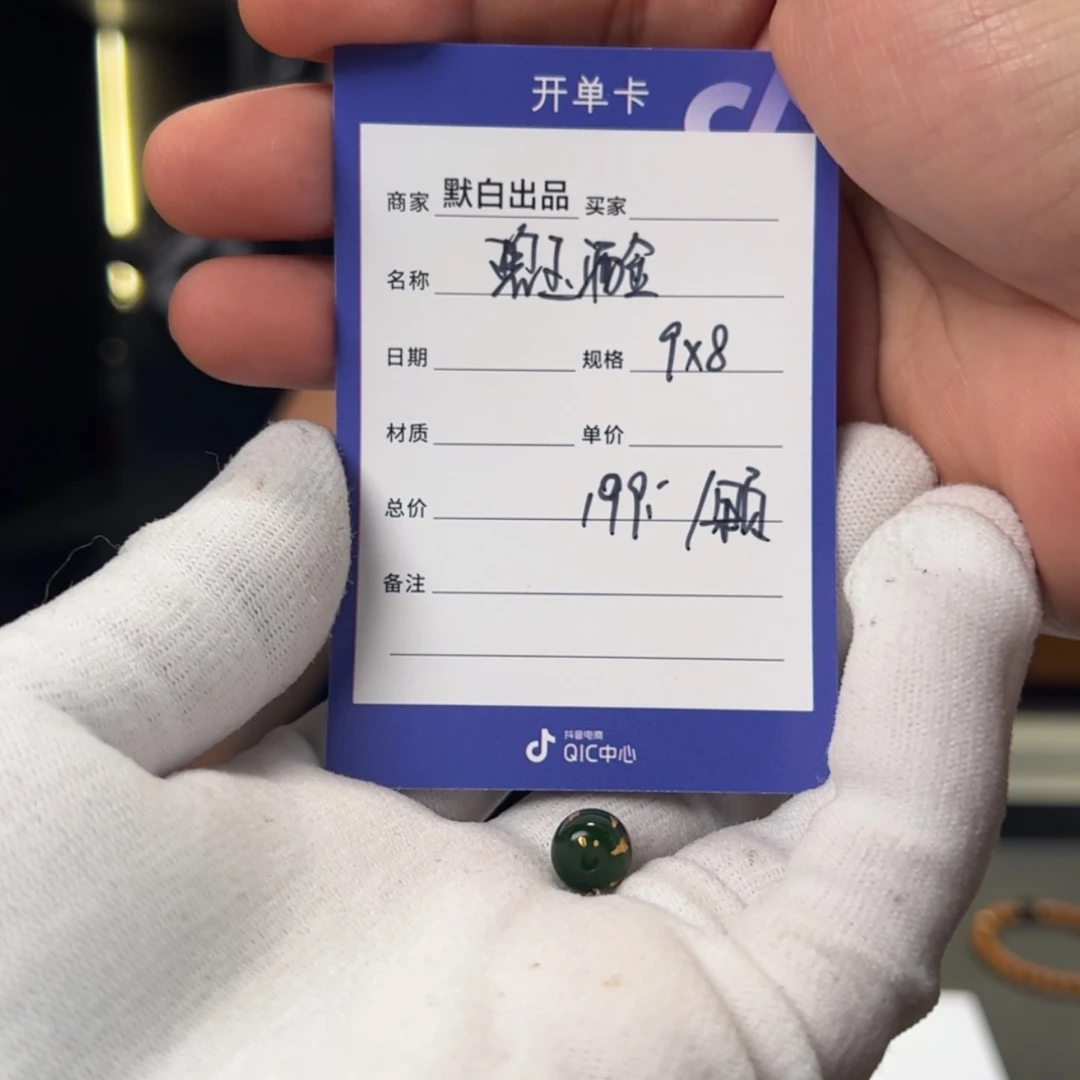 开单卡
商家 默白出品 买家
名称 碧玉洒金
日期 规格 9x8
材质 单价
总价 199.- /颗
备注
抖音电商
QIC中心